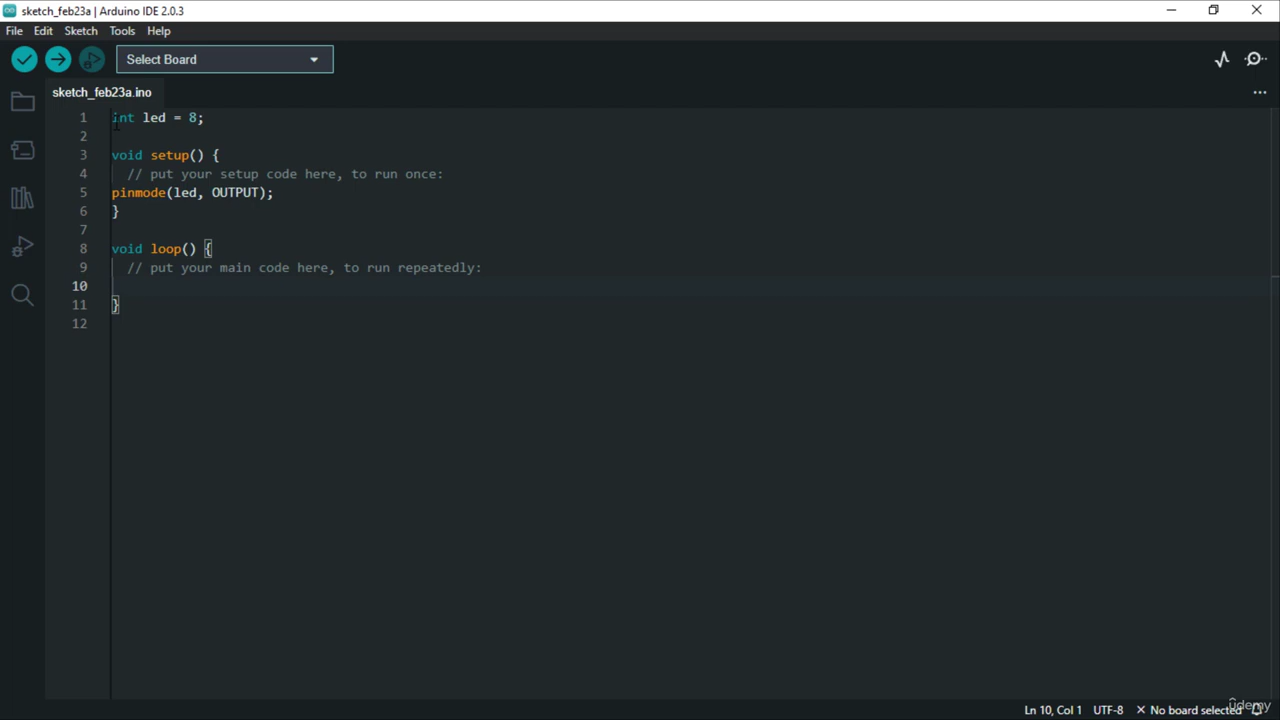 sketch_feb23a | Arduino IDE 2.0.3
File Edit Sketch Tools Help
Select Board
sketch_feb23a.ino
1 int led = 8;
2
3 void setup() {
4 // put your setup code here, to run once:
5 pinmode(led, OUTPUT);
6 }
7
8 void loop() {
9 // put your main code here, to run repeatedly:
10
11 }
12
Ln 10, Col 1 UTF-8 × No board selected
ûdemy